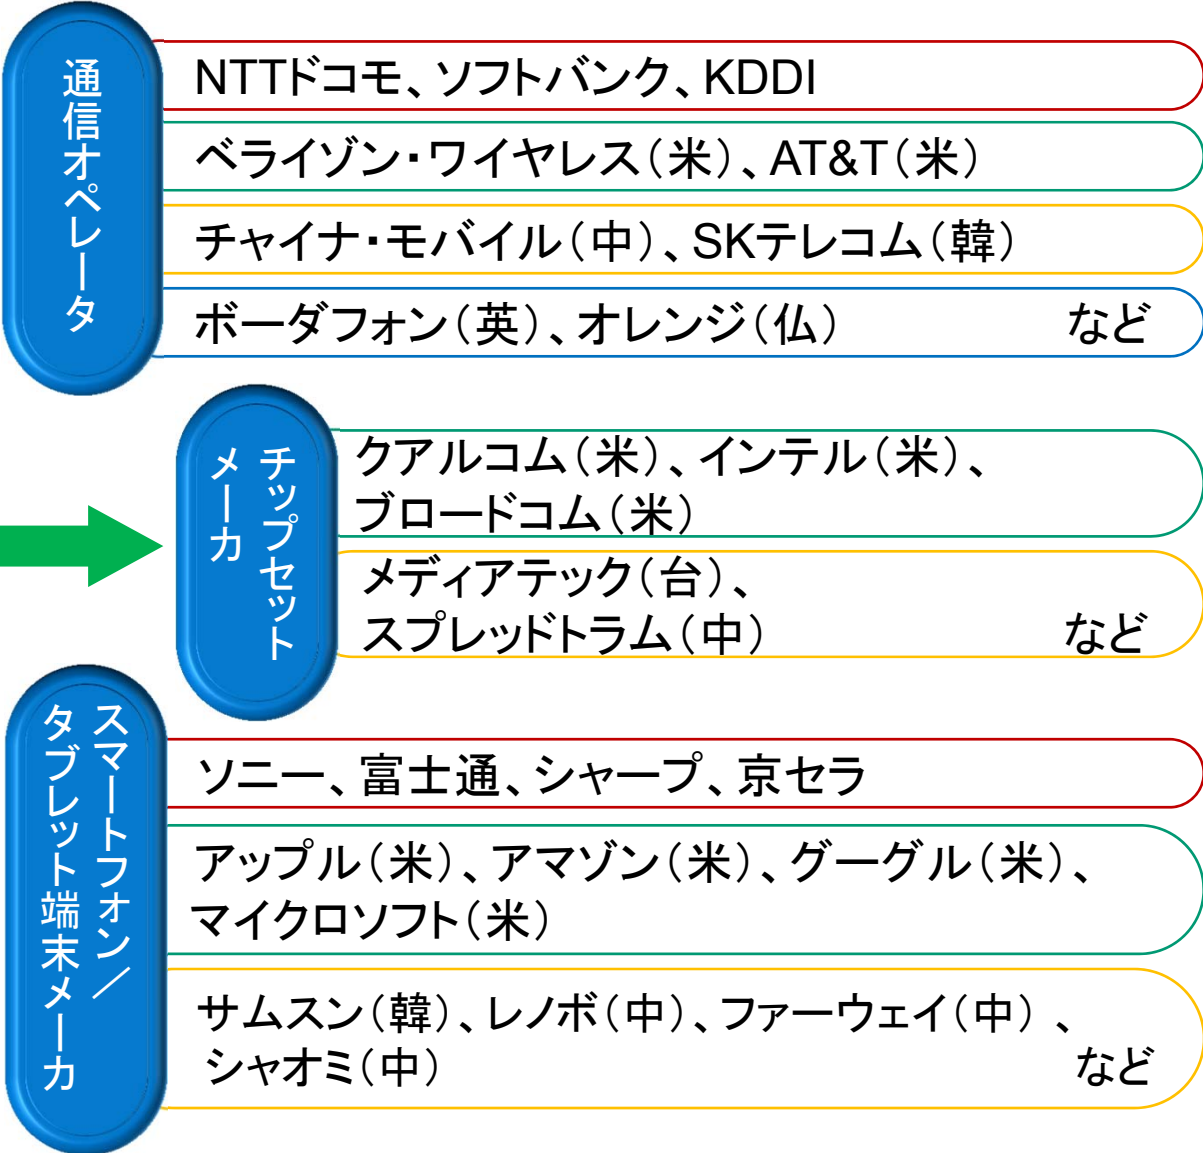 通信オペレータ
NTTドコモ、ソフトバンク、KDDI
ベライゾン・ワイヤレス（米）、AT&T（米）
チャイナ・モバイル（中）、SKテレコム（韓）
ボーダフォン（英）、オレンジ（仏） など
チップセット
メーカ
クアルコム（米）、インテル（米）、
ブロードコム（米）
メディアテック（台）、
スプレッドトラム（中） など
スマートフォン／
タブレット端末メーカ
ソニー、富士通、シャープ、京セラ
アップル（米）、アマゾン（米）、グーグル（米）、
マイクロソフト（米）
サムスン（韓）、レノボ（中）、ファーウェイ（中） 、
シャオミ（中） など